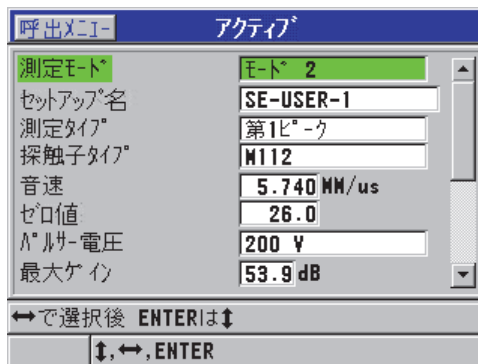 呼出メニュー アクティブ
測定モード モード 2
セットアップ名 SE-USER-1
測定タイプ 第1ピーク
探触子タイプ M112
音速 5.740 MM/us
ゼロ値 26.0
パルサー電圧 200 V
最大ゲイン 53.9 dB
↔で選択後 ENTERは↕
↕,↔,ENTER